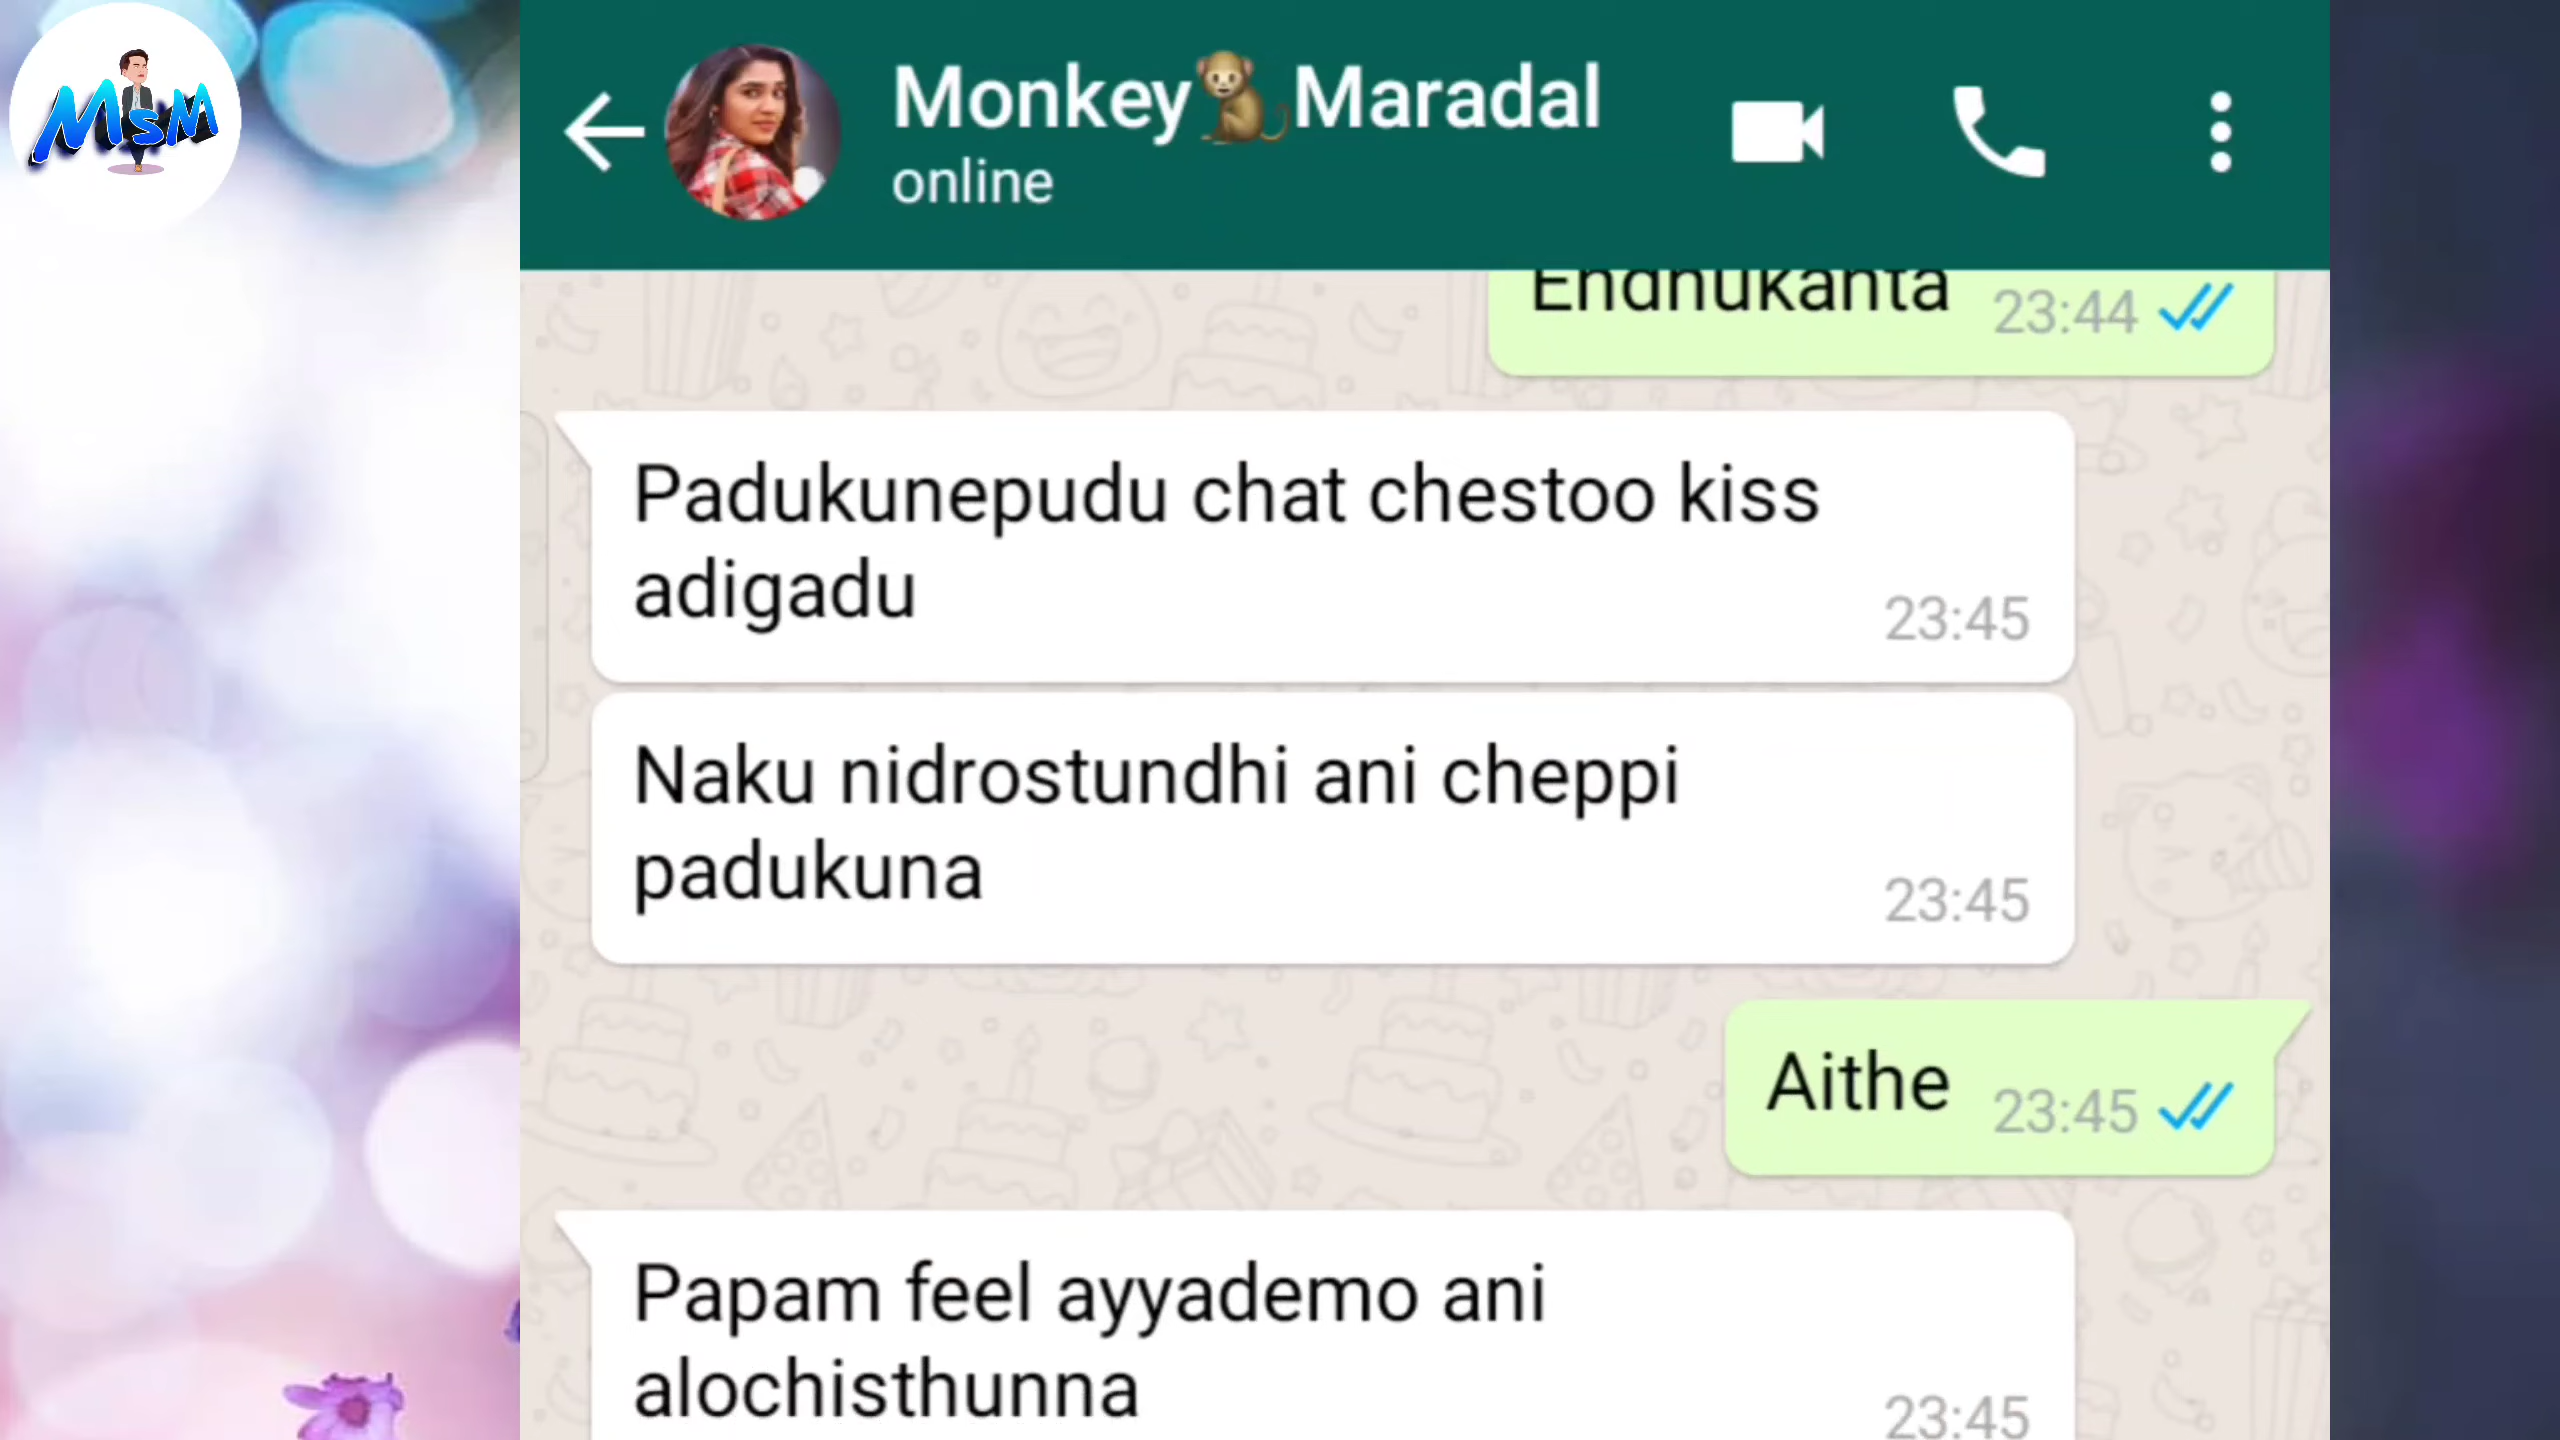 MSM
Monkey🐒Maradal
online
Endhukanta 23:44
Padukunepudu chat chestoo kiss
adigadu
23:45
Naku nidrostundhi ani cheppi
padukuna
23:45
Aithe 23:45
Papam feel ayyademo ani
alochisthunna
23:45